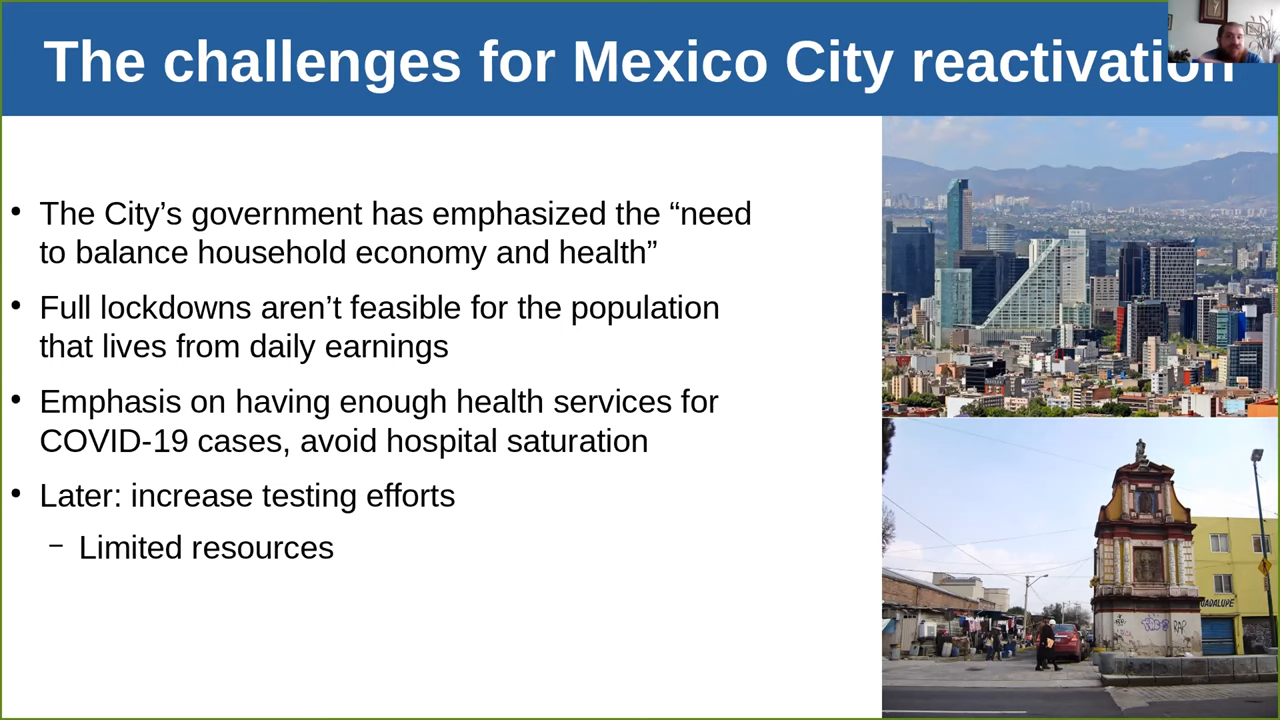 The challenges for Mexico City reactivation
• The City’s government has emphasized the “need
to balance household economy and health”
• Full lockdowns aren’t feasible for the population
that lives from daily earnings
• Emphasis on having enough health services for
COVID-19 cases, avoid hospital saturation
• Later: increase testing efforts
– Limited resources
GUADALUPE
RAP